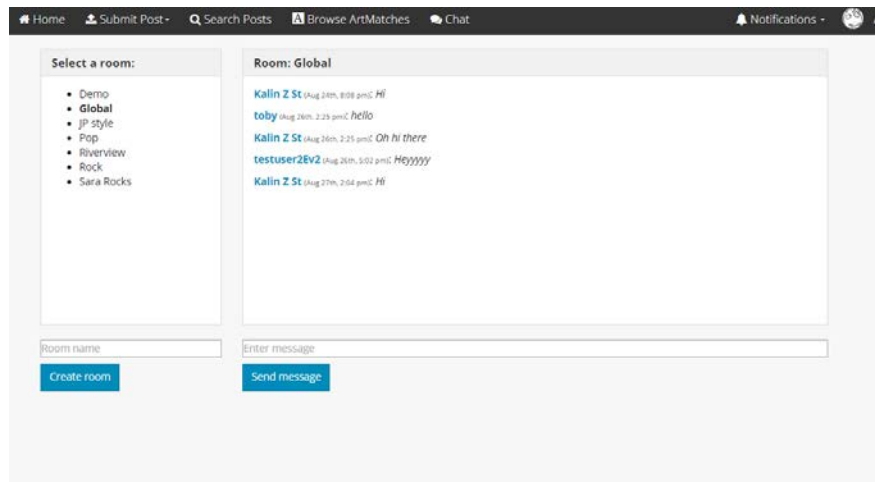 Home Submit Post Search Posts A Browse ArtMatches Chat Notifications
Select a room:
Demo
Global
JP style
Pop
Riverview
Rock
Sara Rocks
Room: Global
Kalin Z St (Aug 24th, 8:08 pm): Hi
toby (Aug 26th, 2:25 pm): hello
Kalin Z St (Aug 26th, 2:25 pm): Oh hi there
testuser2Ev2 (Aug 26th, 5:02 pm): Heyyyyy
Kalin Z St (Aug 27th, 2:04 pm): Hi
Room name
Create room
Enter message
Send message